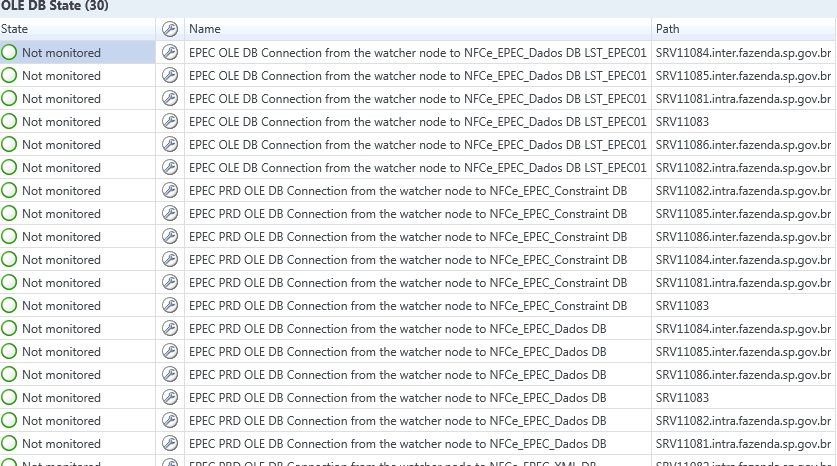 OLE DB State (30)
State Name Path
Not monitored EPEC OLE DB Connection from the watcher node to NFCe_EPEC_Dados DB LST_EPEC01 SRV11084.inter.fazenda.sp.gov.br
Not monitored EPEC OLE DB Connection from the watcher node to NFCe_EPEC_Dados DB LST_EPEC01 SRV11085.inter.fazenda.sp.gov.br
Not monitored EPEC OLE DB Connection from the watcher node to NFCe_EPEC_Dados DB LST_EPEC01 SRV11081.intra.fazenda.sp.gov.br
Not monitored EPEC OLE DB Connection from the watcher node to NFCe_EPEC_Dados DB LST_EPEC01 SRV11083
Not monitored EPEC OLE DB Connection from the watcher node to NFCe_EPEC_Dados DB LST_EPEC01 SRV11086.inter.fazenda.sp.gov.br
Not monitored EPEC OLE DB Connection from the watcher node to NFCe_EPEC_Dados DB LST_EPEC01 SRV11082.intra.fazenda.sp.gov.br
Not monitored EPEC PRD OLE DB Connection from the watcher node to NFCe_EPEC_Constraint DB SRV11082.intra.fazenda.sp.gov.br
Not monitored EPEC PRD OLE DB Connection from the watcher node to NFCe_EPEC_Constraint DB SRV11085.inter.fazenda.sp.gov.br
Not monitored EPEC PRD OLE DB Connection from the watcher node to NFCe_EPEC_Constraint DB SRV11086.inter.fazenda.sp.gov.br
Not monitored EPEC PRD OLE DB Connection from the watcher node to NFCe_EPEC_Constraint DB SRV11084.inter.fazenda.sp.gov.br
Not monitored EPEC PRD OLE DB Connection from the watcher node to NFCe_EPEC_Constraint DB SRV11081.intra.fazenda.sp.gov.br
Not monitored EPEC PRD OLE DB Connection from the watcher node to NFCe_EPEC_Constraint DB SRV11083
Not monitored EPEC PRD OLE DB Connection from the watcher node to NFCe_EPEC_Dados DB SRV11084.inter.fazenda.sp.gov.br
Not monitored EPEC PRD OLE DB Connection from the watcher node to NFCe_EPEC_Dados DB SRV11085.inter.fazenda.sp.gov.br
Not monitored EPEC PRD OLE DB Connection from the watcher node to NFCe_EPEC_Dados DB SRV11086.inter.fazenda.sp.gov.br
Not monitored EPEC PRD OLE DB Connection from the watcher node to NFCe_EPEC_Dados DB SRV11083
Not monitored EPEC PRD OLE DB Connection from the watcher node to NFCe_EPEC_Dados DB SRV11082.intra.fazenda.sp.gov.br
Not monitored EPEC PRD OLE DB Connection from the watcher node to NFCe_EPEC_Dados DB SRV11081.intra.fazenda.sp.gov.br
Not monitored EPEC PRD OLE DB Connection from the watcher node to NFCe_EPEC_XML DB